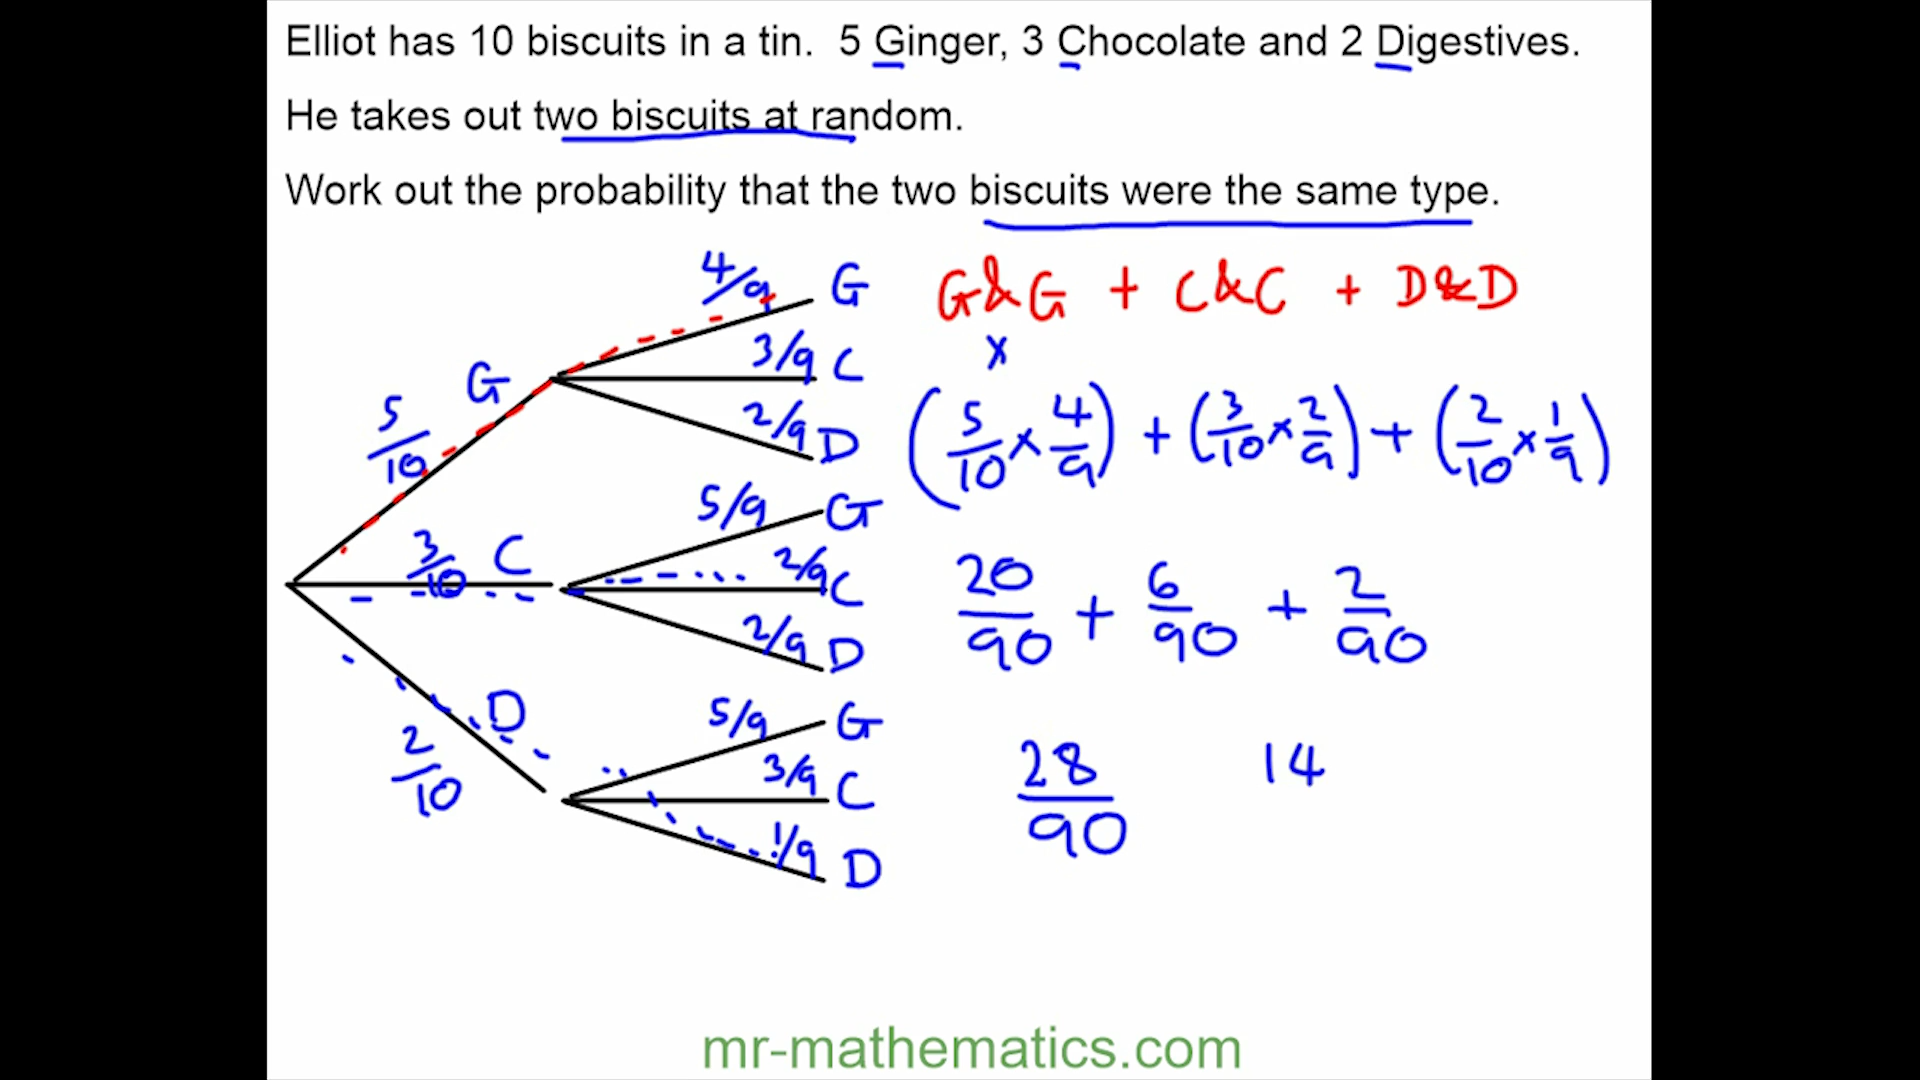 Elliot has 10 biscuits in a tin.  5 Ginger, 3 Chocolate and 2 Digestives.
He takes out two biscuits at random.
Work out the probability that the two biscuits were the same type.
4/9 G
3/9 C
2/9 D
5/10 G
5/9 G
2/9 C
2/9 D
3/10 C
5/9 G
3/9 C
1/9 D
2/10 D
G&G + C&C + D&D
x
(5/10 x 4/9) + (3/10 x 2/9) + (2/10 x 1/9)
20/90 + 6/90 + 2/90
28/90 14
mr-mathematics.com